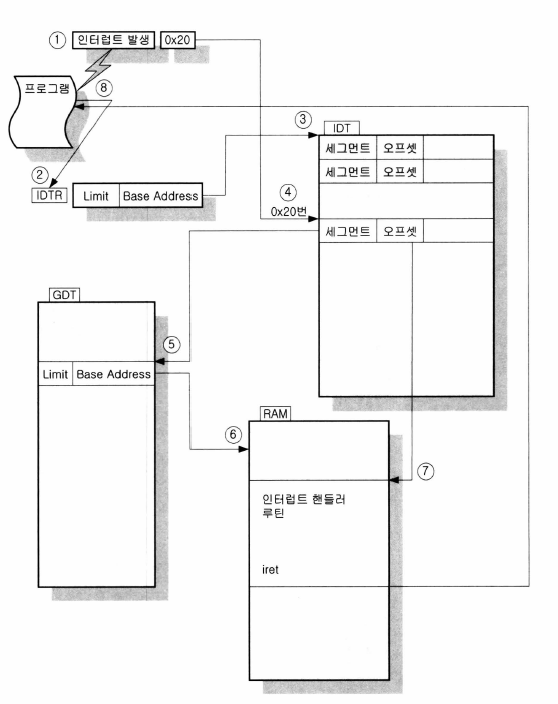 ① 인터럽트 발생 0x20
프로그램 ⑧
③ IDT
세그먼트 오프셋
세그먼트 오프셋
②
IDTR Limit Base Address
④
0x20번
세그먼트 오프셋
GDT
⑤
Limit Base Address
RAM
⑥
⑦
인터럽트 핸들러
루틴
iret